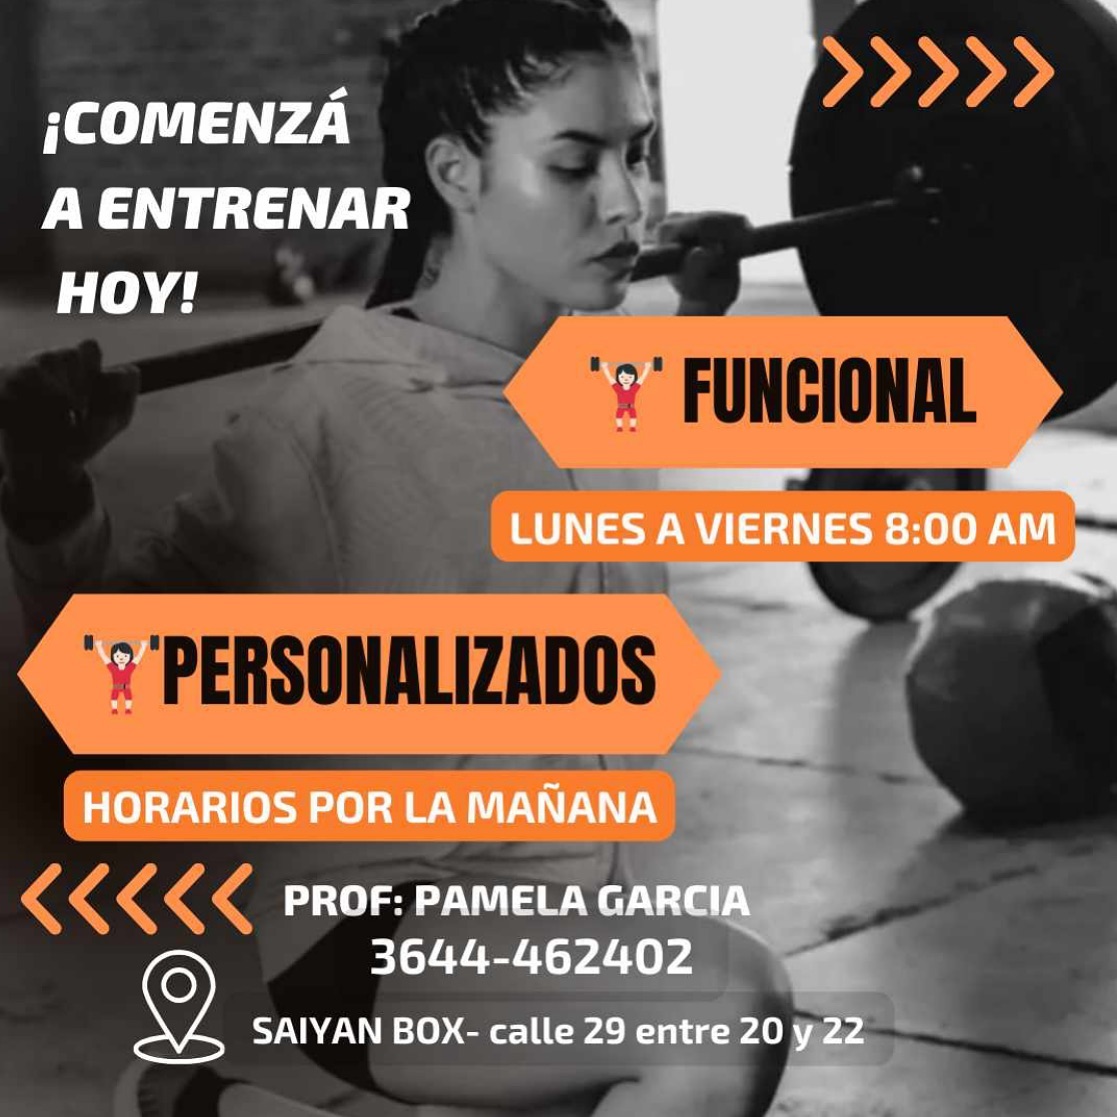 ¡COMENZÁ
A ENTRENAR
HOY!
FUNCIONAL
LUNES A VIERNES 8:00 AM
PERSONALIZADOS
HORARIOS POR LA MAÑANA
PROF: PAMELA GARCIA
3644-462402
SAIYAN BOX- calle 29 entre 20 y 22